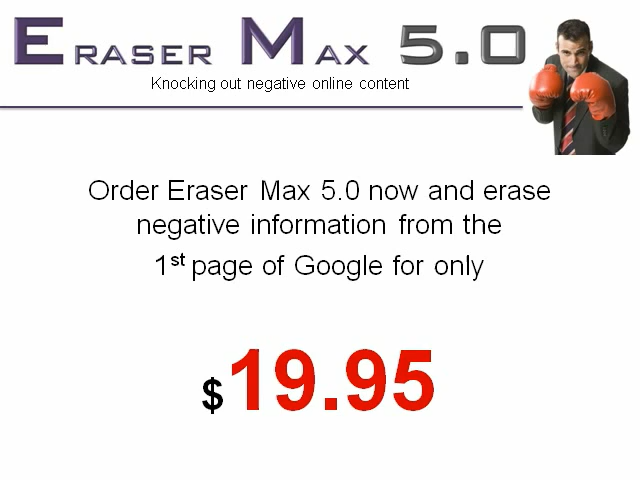 ERASER MAX 5.0
Knocking out negative online content
Order Eraser Max 5.0 now and erase
negative information from the
1st page of Google for only
$19.95